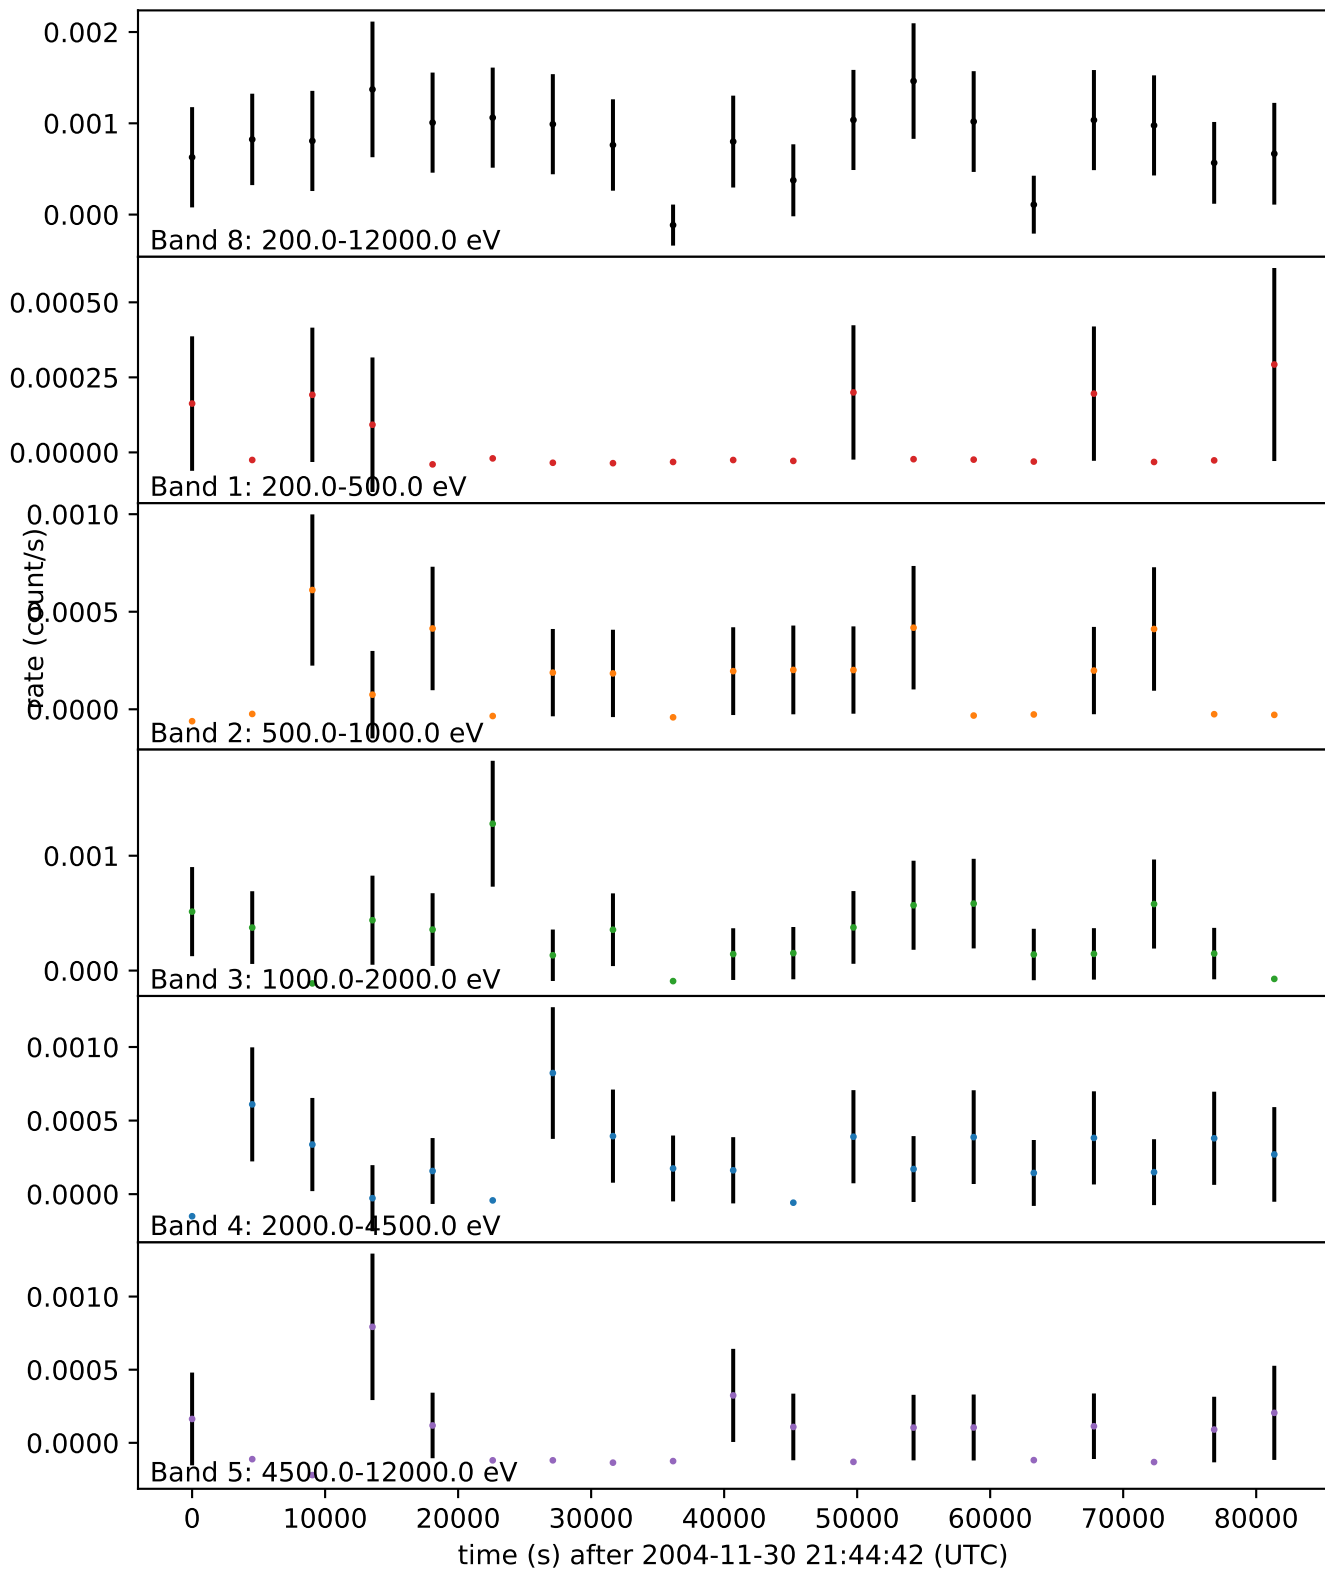 0.002
0.001
0.000
Band 8: 200.0-12000.0 eV
0.00050
0.00025
0.00000
Band 1: 200.0-500.0 eV
0.0010
0.0005
0.0000
rate (count/s)
Band 2: 500.0-1000.0 eV
0.001
0.000
Band 3: 1000.0-2000.0 eV
0.0010
0.0005
0.0000
Band 4: 2000.0-4500.0 eV
0.0010
0.0005
0.0000
Band 5: 4500.0-12000.0 eV
0 10000 20000 30000 40000 50000 60000 70000 80000
time (s) after 2004-11-30 21:44:42 (UTC)